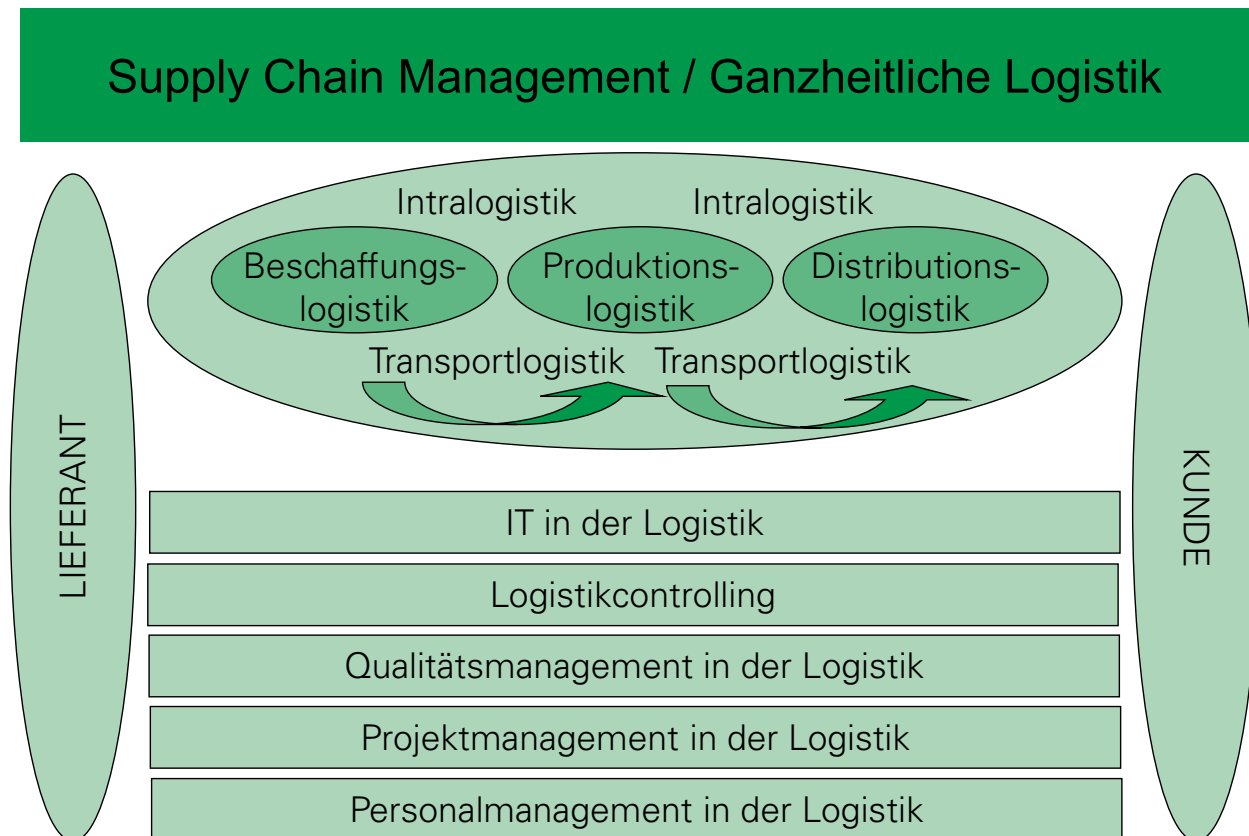 Supply Chain Management / Ganzheitliche Logistik
Intralogistik Intralogistik
Beschaffungs-
logistik
Produktions-
logistik
Distributions-
logistik
Transportlogistik Transportlogistik
LIEFERANT
KUNDE
IT in der Logistik
Logistikcontrolling
Qualitätsmanagement in der Logistik
Projektmanagement in der Logistik
Personalmanagement in der Logistik